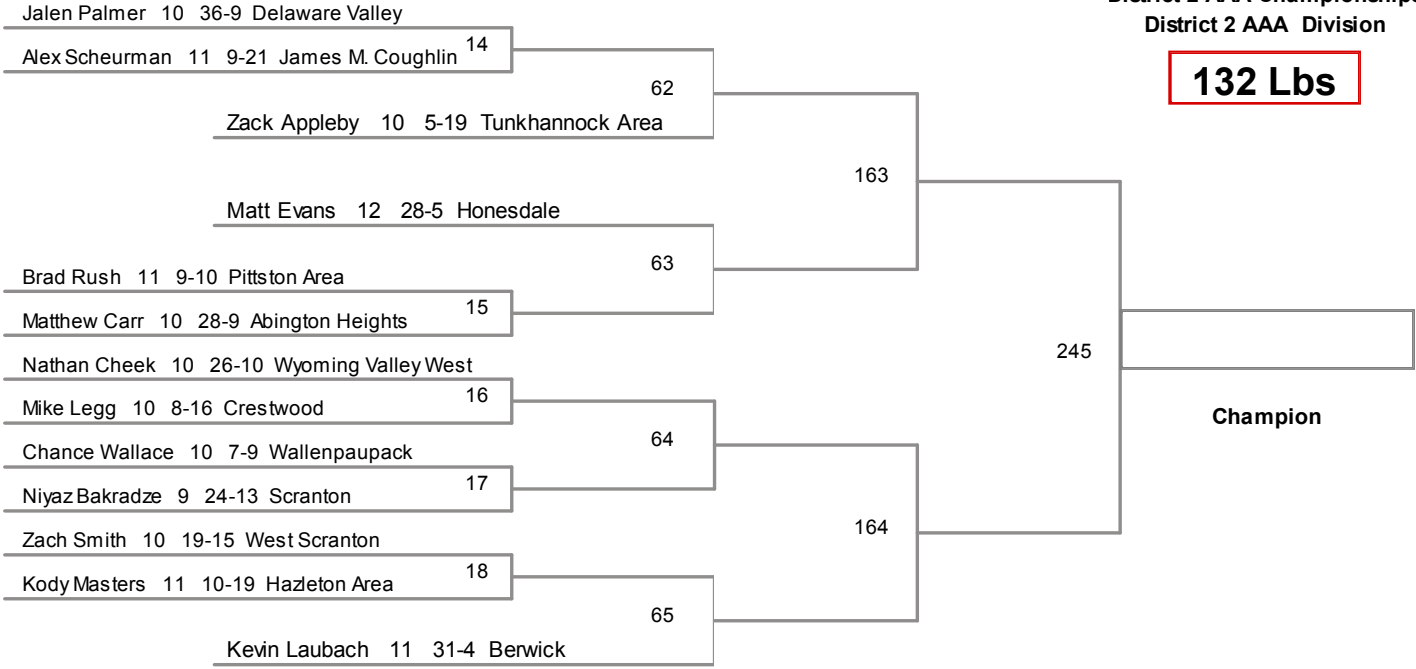 District 2 AAA Championships
District 2 AAA Division
132 Lbs
Jalen Palmer 10 36-9 Delaware Valley
14
Alex Scheurman 11 9-21 James M. Coughlin
62
Zack Appleby 10 5-19 Tunkhannock Area
163
Matt Evans 12 28-5 Honesdale
63
Brad Rush 11 9-10 Pittston Area
15
Matthew Carr 10 28-9 Abington Heights
245
Nathan Cheek 10 26-10 Wyoming Valley West
16
Mike Legg 10 8-16 Crestwood
Champion
64
Chance Wallace 10 7-9 Wallenpaupack
17
Niyaz Bakradze 9 24-13 Scranton
164
Zach Smith 10 19-15 West Scranton
18
Kody Masters 11 10-19 Hazleton Area
65
Kevin Laubach 11 31-4 Berwick